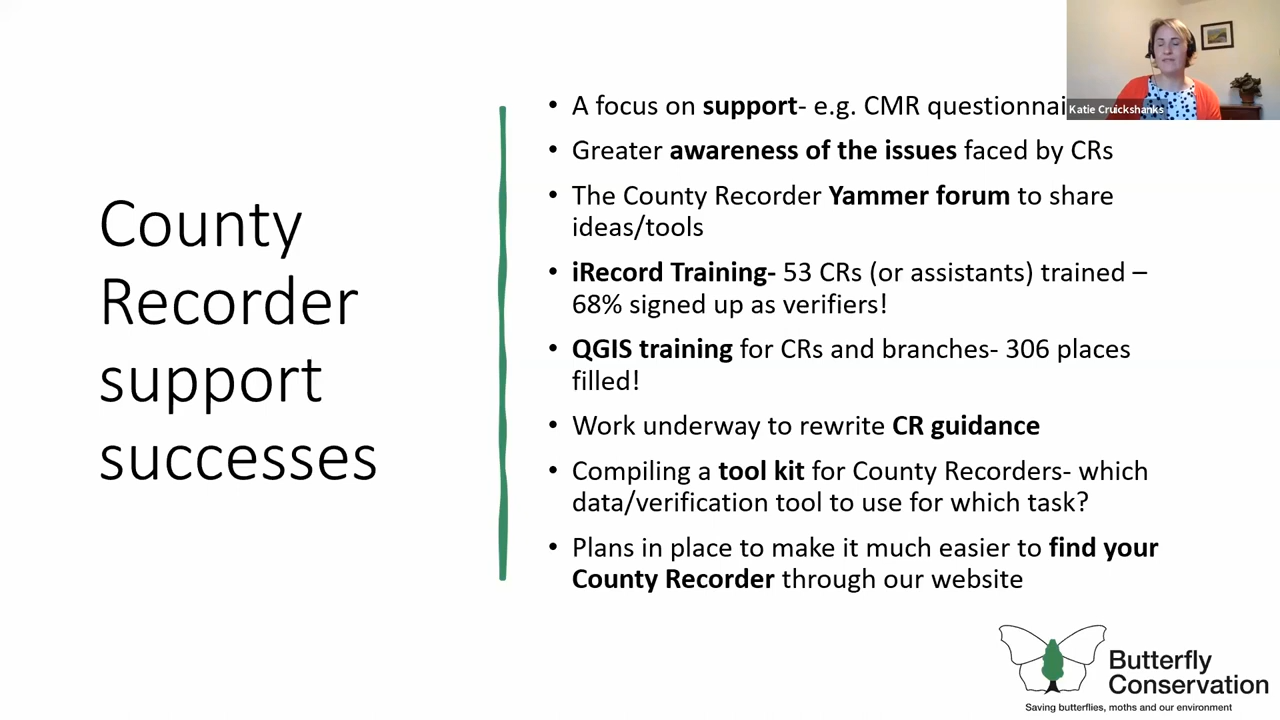 County
Recorder
support
successes
• A focus on support- e.g. CMR
• Greater awareness of the issues faced by CRs
• The County Recorder Yammer forum to share
ideas/tools
• iRecord Training- 53 CRs (or assistants) trained –
68% signed up as verifiers!
• QGIS training for CRs and branches- 306 places
filled!
• Work underway to rewrite CR guidance
• Compiling a tool kit for County Recorders- which
data/verification tool to use for which task?
• Plans in place to make it much easier to find your
County Recorder through our website
Katie Cruickshanks
Butterfly
Conservation
Saving butterflies, moths and our environment